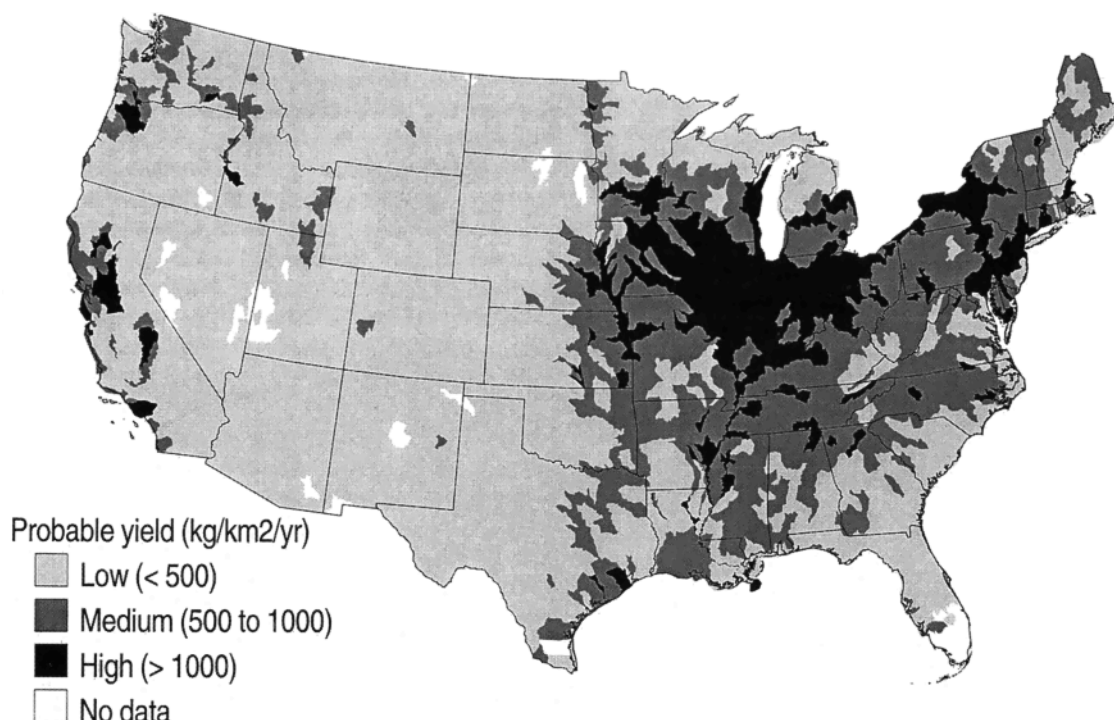 Probable yield (kg/km2/yr)
Low (< 500)
Medium (500 to 1000)
High (> 1000)
No data